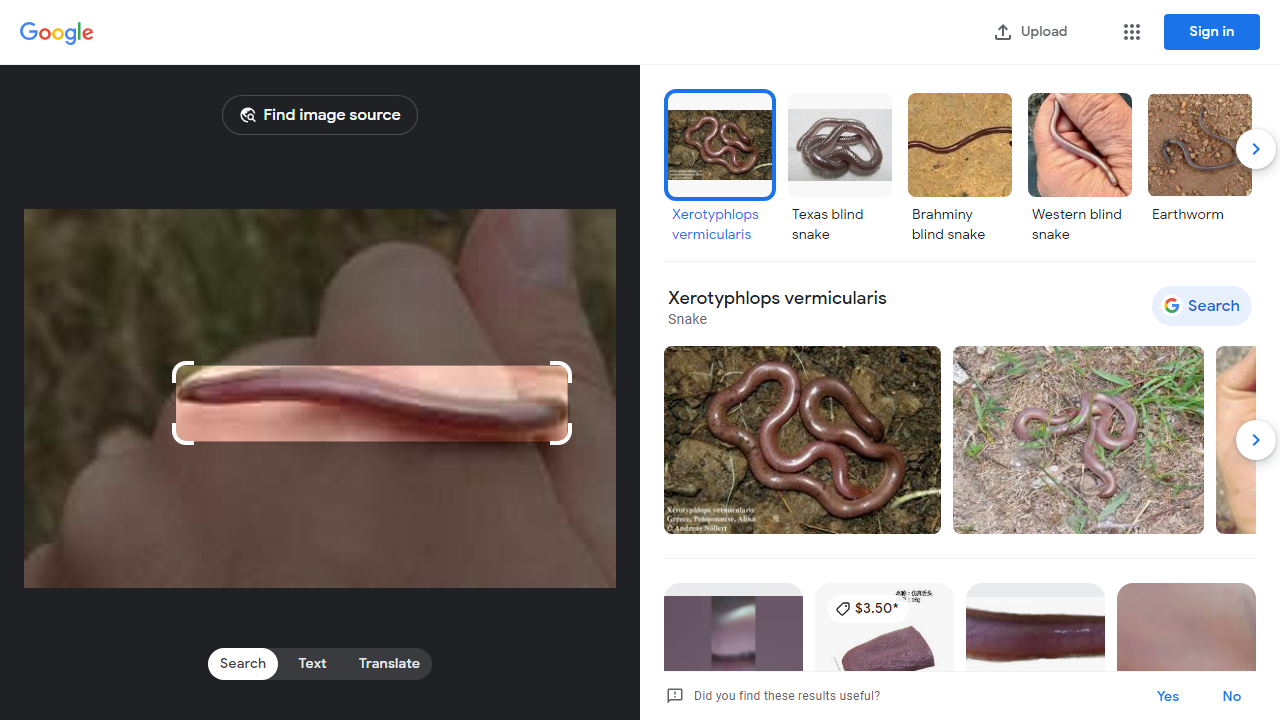 Google
Upload
Sign in
Find image source
Xerotyphlops
vermicularis
Texas blind
snake
Brahminy
blind snake
Western blind
snake
Earthworm
Xerotyphlops vermicularis
Snake
Search
Xerotyphlops vermicularis
Greece, Peloponnese, Alika
© Andreas Nöllert
$3.50*
Search
Text
Translate
Did you find these results useful?
Yes
No